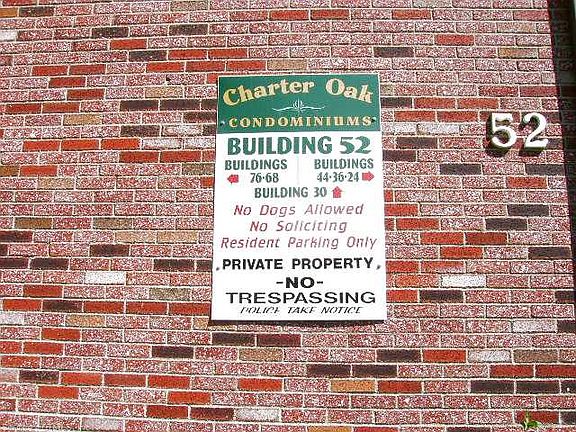 Charter Oak
CONDOMINIUMS
BUILDING 52
BUILDINGS BUILDINGS
76·68 44·36·24
BUILDING 30
No Dogs Allowed
No Soliciting
Resident Parking Only
PRIVATE PROPERTY
-NO-
TRESPASSING
POLICE TAKE NOTICE
52